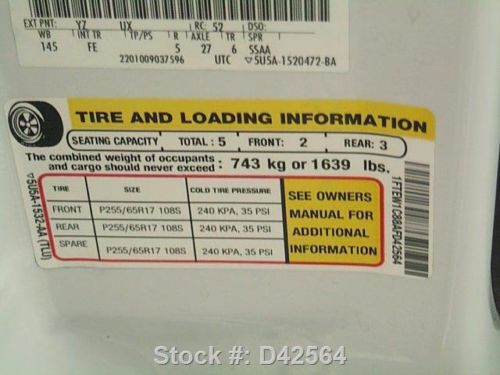 EXT PNT: YZ UX RC: 52 DSO:
WB INT TR TP/PS R AXLE TR SPR
145 FE 5 27 6 SSAA
2201009037596 UTC ▽5U5A-1520472-BA
TIRE AND LOADING INFORMATION
SEATING CAPACITY TOTAL: 5 FRONT: 2 REAR: 3
The combined weight of occupants
and cargo should never exceed: 743 kg or 1639 lbs.
TIRE SIZE COLD TIRE PRESSURE
FRONT P255/65R17 108S 240 KPA, 35 PSI
REAR P255/65R17 108S 240 KPA, 35 PSI
SPARE P255/65R17 108S 240 KPA, 35 PSI
SEE OWNERS
MANUAL FOR
ADDITIONAL
INFORMATION
▽5U5A-1532-AA (TLU)
1FTEW1C88AFD42564
Stock #: D42564